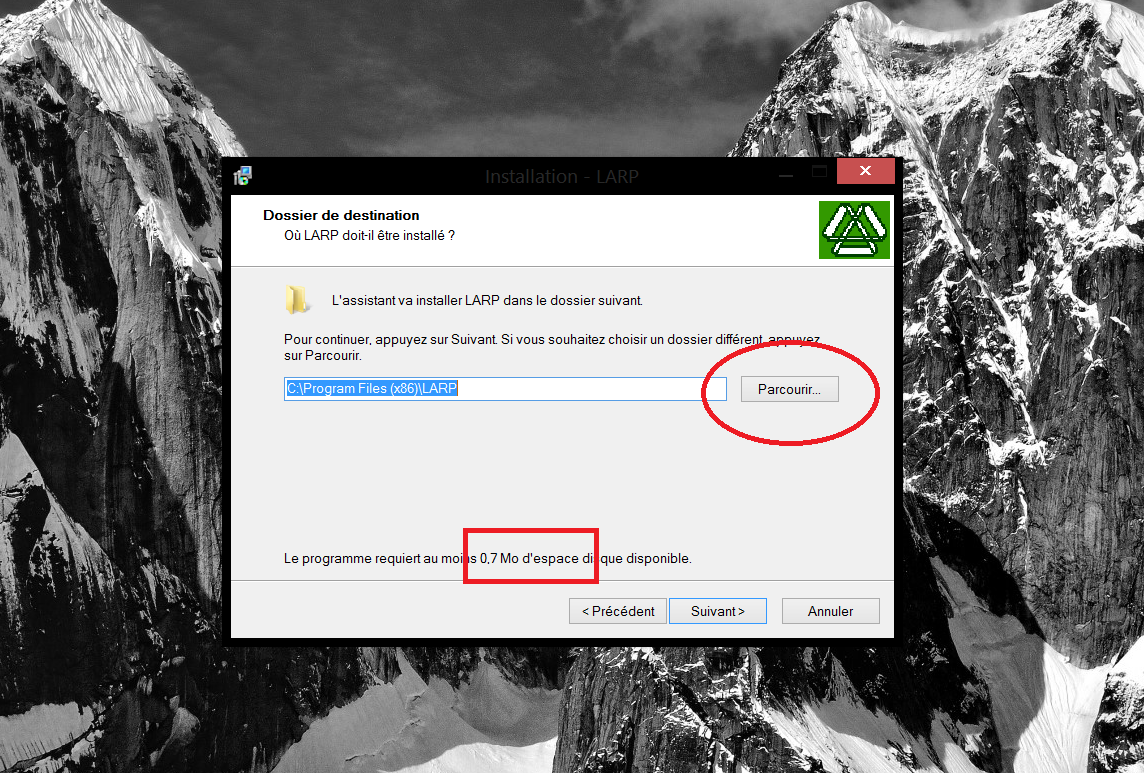 Installation - LARP
Dossier de destination
Où LARP doit-il être installé ?
L'assistant va installer LARP dans le dossier suivant.
Pour continuer, appuyez sur Suivant. Si vous souhaitez choisir un dossier différent, appuyez
sur Parcourir.
C:\Program Files (x86)\LARP
Parcourir...
Le programme requiert au moins 0,7 Mo d'espace disque disponible.
< Précédent
Suivant >
Annuler